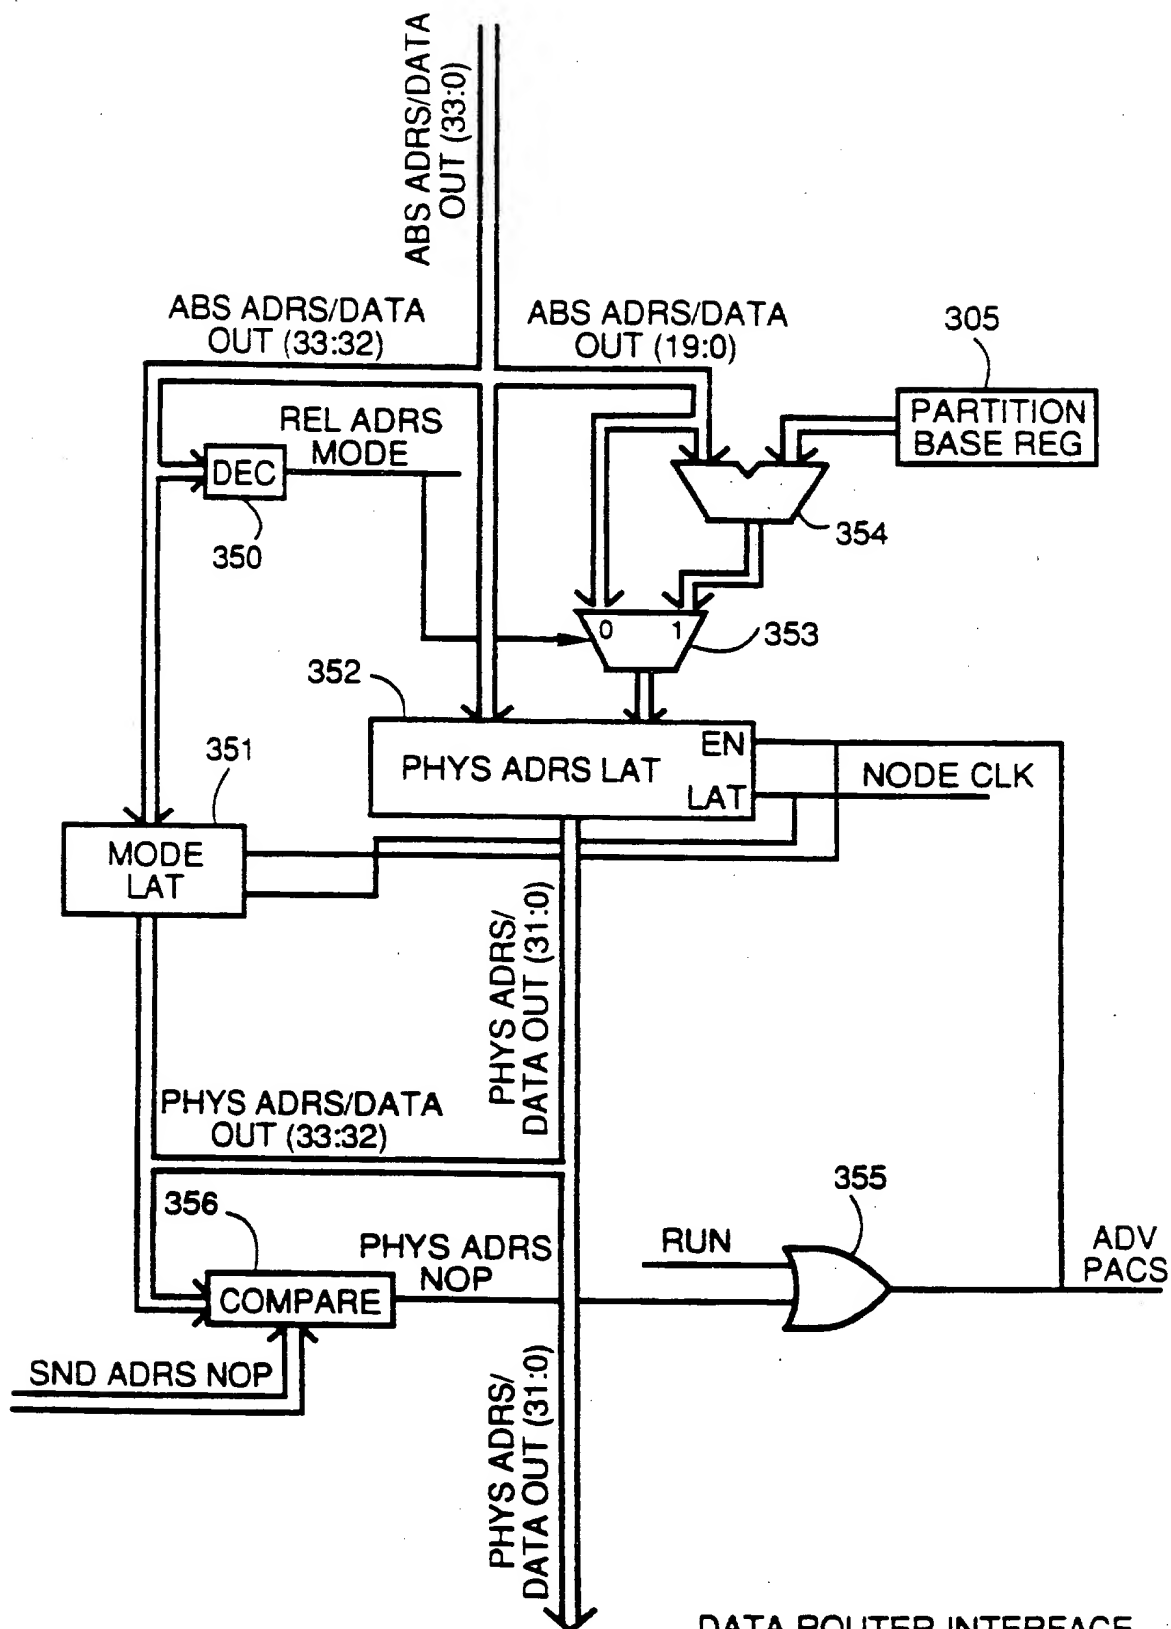 ABS ADRS/DATA
OUT (33:0)
ABS ADRS/DATA
OUT (33:32)
ABS ADRS/DATA
OUT (19:0)
305
PARTITION
BASE REG
REL ADRS
MODE
DEC
350
354
0 1
353
352
PHYS ADRS LAT
EN
LAT
NODE CLK
351
MODE
LAT
PHYS ADRS/
DATA OUT (31:0)
PHYS ADRS/DATA
OUT (33:32)
356
COMPARE
PHYS ADRS
NOP
RUN
355
ADV
PACS
SND ADRS NOP
PHYS ADRS/
DATA OUT (31:0)
DATA ROUTER INTERFACE